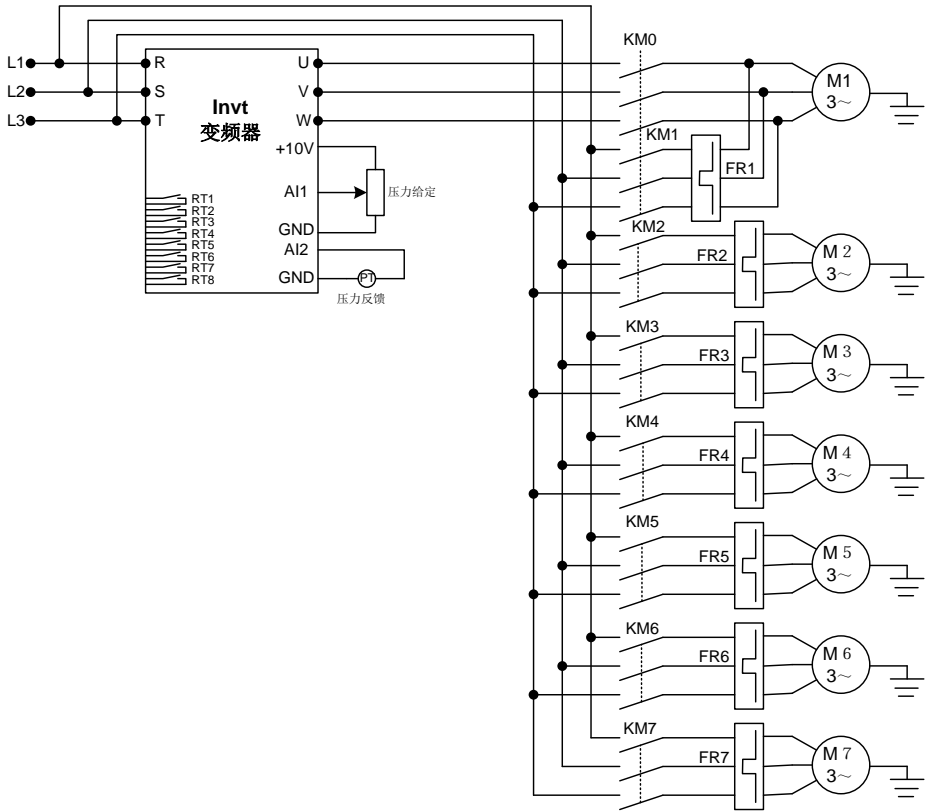 KM0
L1 R U
L2 S V
L3 T W
Invt
变频器
M1
3～
+10V
KM1
AI1
压力给定
FR1
RT1
RT2
RT3
RT4
RT5
RT6
RT7
RT8
GND
AI2
GND
PT
压力反馈
KM2
FR2
M 2
3～
KM3
FR3
M 3
3～
KM4
FR4
M 4
3～
KM5
FR5
M 5
3～
KM6
FR6
M 6
3～
KM7
FR7
M 7
3～